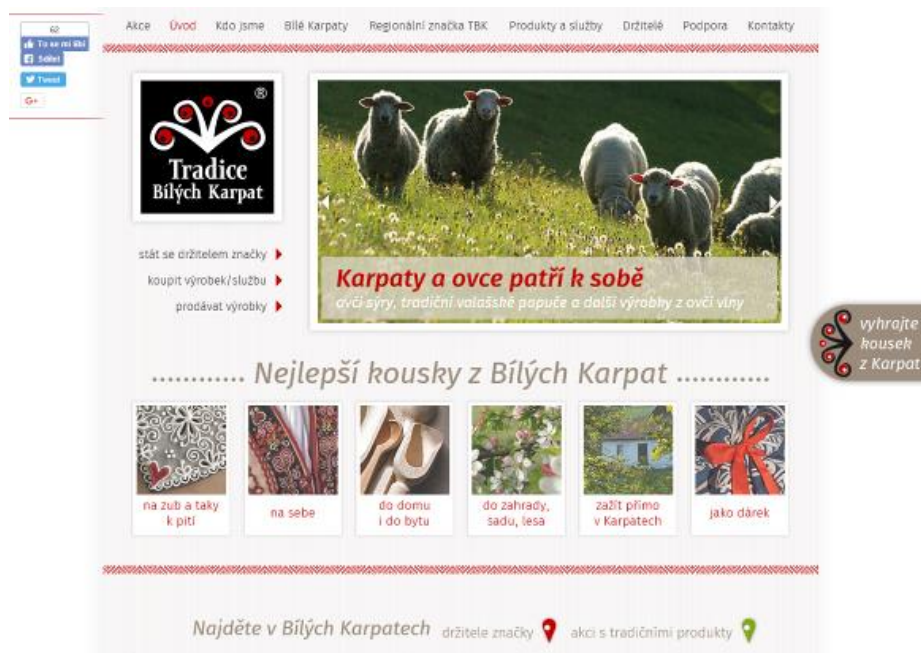 Akce Úvod Kdo jsme Bílé Karpaty Regionální značka TBK Produkty a služby Držitelé Podpora Kontakty
62
To se mi líbí
Sdílet
Tweet
G+
®
Tradice
Bílých Karpat
stát se držitelem značky
koupit výrobek/službu
prodávat výrobky
Karpaty a ovce patří k sobě
ovčí sýry, tradiční valašské papuče a další výrobky z ovčí vlny
vyhrajte
kousek
z Karpat
Nejlepší kousky z Bílých Karpat
na zub a taky
k pití
na sebe
do domu
i do bytu
do zahrady,
sadu, lesa
zažít přímo
v Karpatech
jako dárek
Najděte v Bílých Karpatech držitele značky akci s tradičními produkty